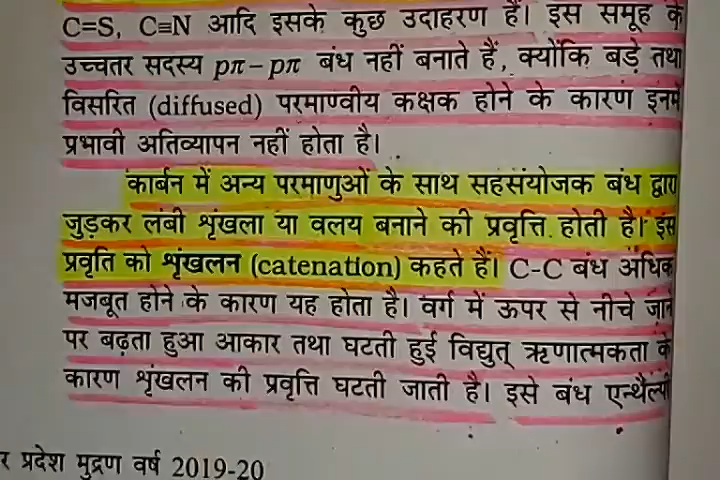 C=S, C≡N आदि इसके कुछ उदाहरण हैं। इस समूह के
उच्चतर सदस्य pπ – pπ बंध नहीं बनाते हैं, क्योंकि बड़े तथा
विसरित (diffused) परमाण्वीय कक्षक होने के कारण इनमें
प्रभावी अतिव्यापन नहीं होता है।
कार्बन में अन्य परमाणुओं के साथ सहसंयोजक बंध द्वारा
जुड़कर लंबी शृंखला या वलय बनाने की प्रवृत्ति होती है। इस
प्रवृति को शृंखलन (catenation) कहते हैं। C-C बंध अधिक
मजबूत होने के कारण यह होता है। वर्ग में ऊपर से नीचे जाने
पर बढ़ता हुआ आकार तथा घटती हुई विद्युत् ऋणात्मकता के
कारण शृंखलन की प्रवृत्ति घटती जाती है। इसे बंध एन्थैल्पी
र प्रदेश मुद्रण वर्ष 2019-20